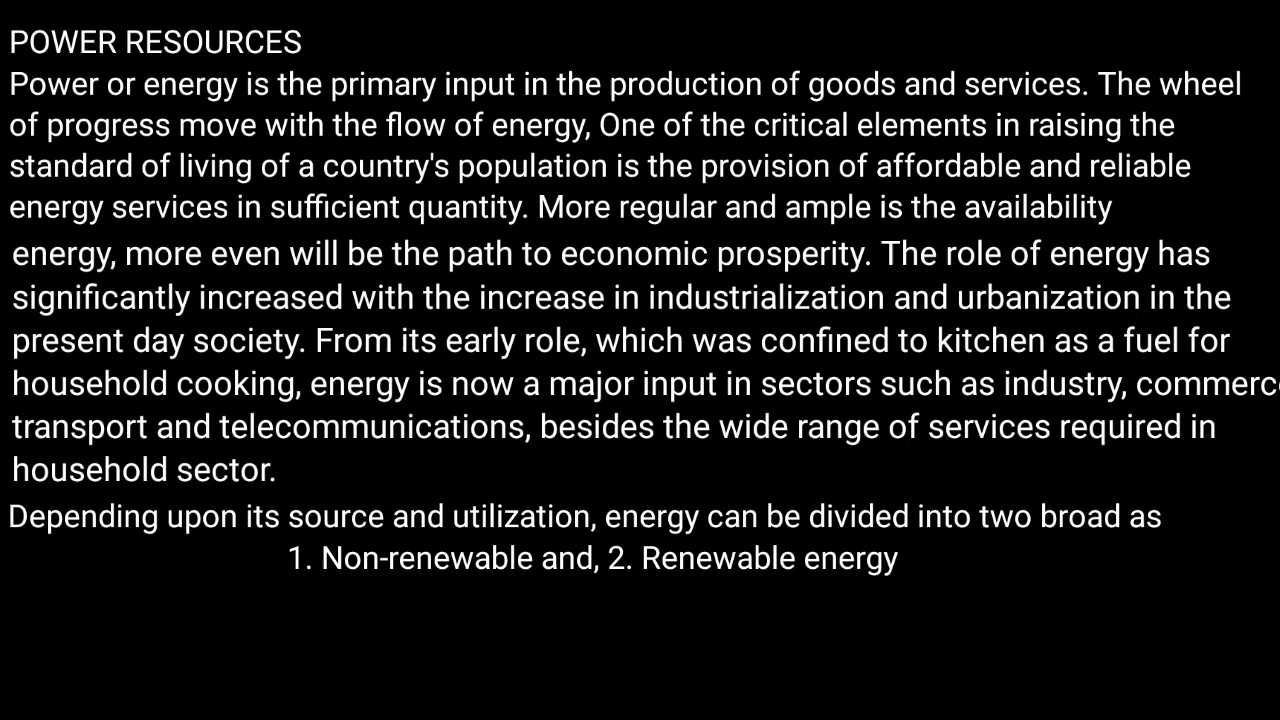 POWER RESOURCES
Power or energy is the primary input in the production of goods and services. The wheel
of progress move with the flow of energy, One of the critical elements in raising the
standard of living of a country's population is the provision of affordable and reliable
energy services in sufficient quantity. More regular and ample is the availability
energy, more even will be the path to economic prosperity. The role of energy has
significantly increased with the increase in industrialization and urbanization in the
present day society. From its early role, which was confined to kitchen as a fuel for
household cooking, energy is now a major input in sectors such as industry, commerc
transport and telecommunications, besides the wide range of services required in
household sector.
Depending upon its source and utilization, energy can be divided into two broad as
1. Non-renewable and, 2. Renewable energy